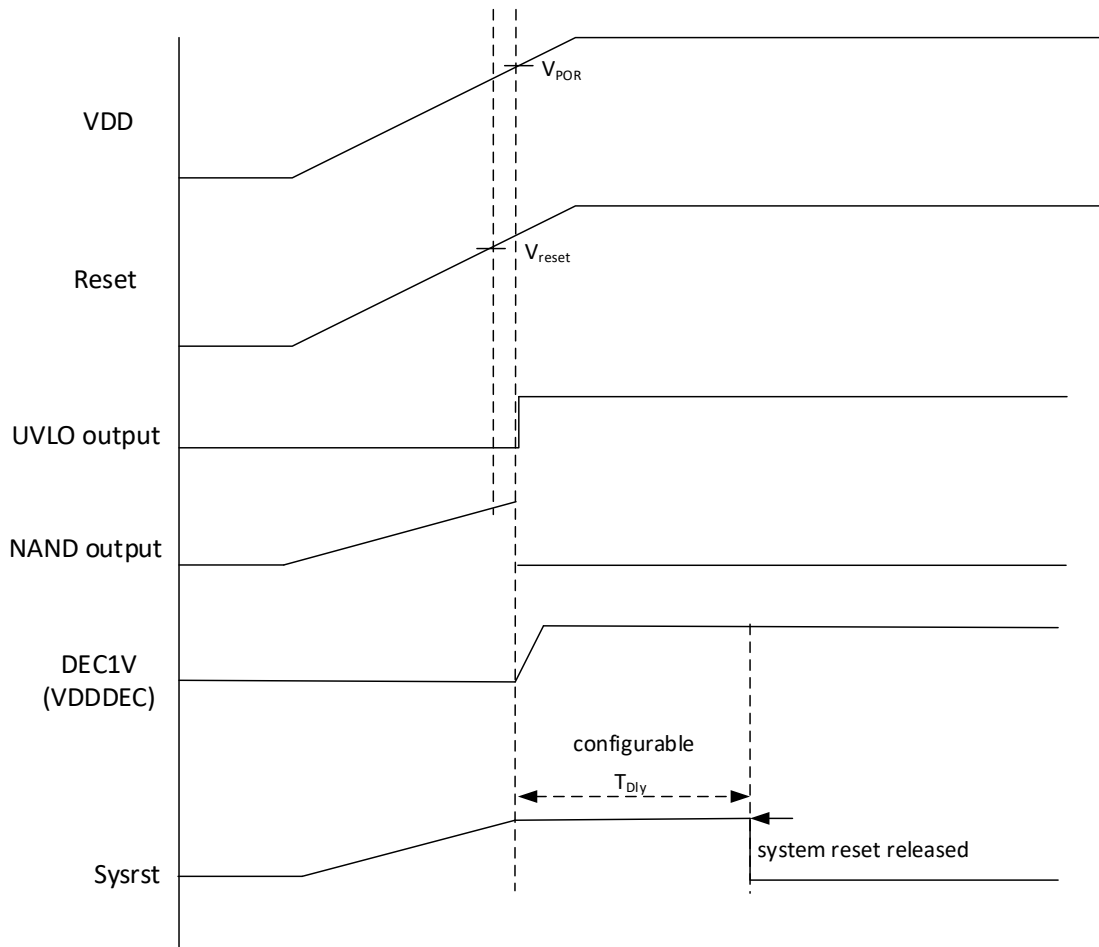 V_POR
VDD
Reset
V_reset
UVLO output
NAND output
DEC1V
(VDDDEC)
configurable
T_Dly
system reset released
Sysrst